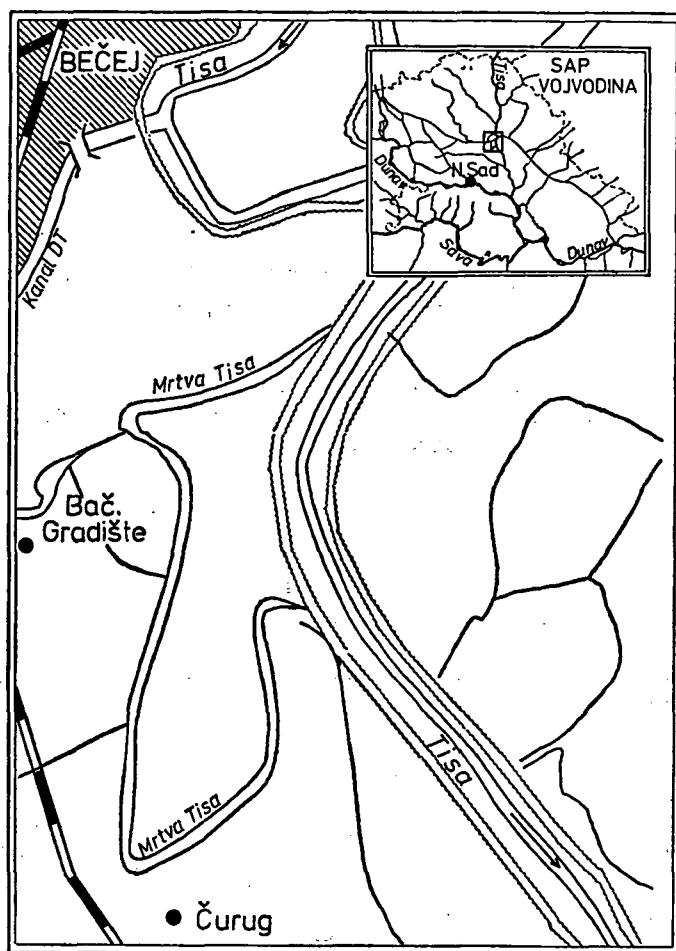 BEČEJ
Tisa
SAP
VOJVODINA
Tisa
Dunav
N.Sad
Sava
Dunav
Kanal DT
Mrtva Tisa
Bač.
Gradište
Tisa
Mrtva Tisa
Čurug